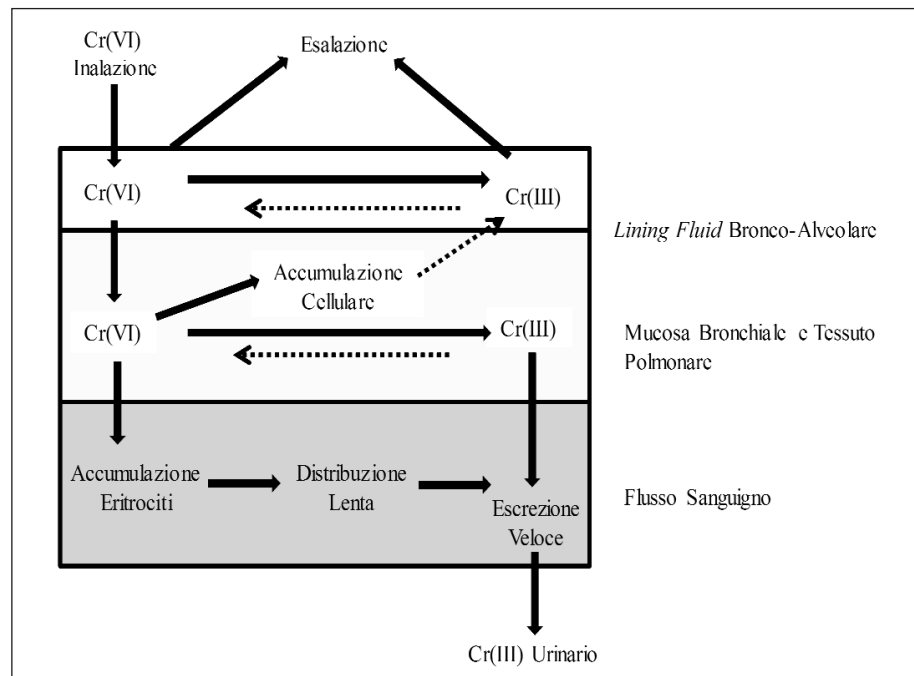 Cr(VI)
Inalazione
Esalazione
Cr(VI)
Cr(III)
Lining Fluid Bronco-Alveolare
Accumulazione
Cellulare
Cr(VI)
Cr(III)
Mucosa Bronchiale e Tessuto
Polmonare
Accumulazione
Eritrociti
Distribuzione
Lenta
Escrezione
Veloce
Flusso Sanguigno
Cr(III) Urinario